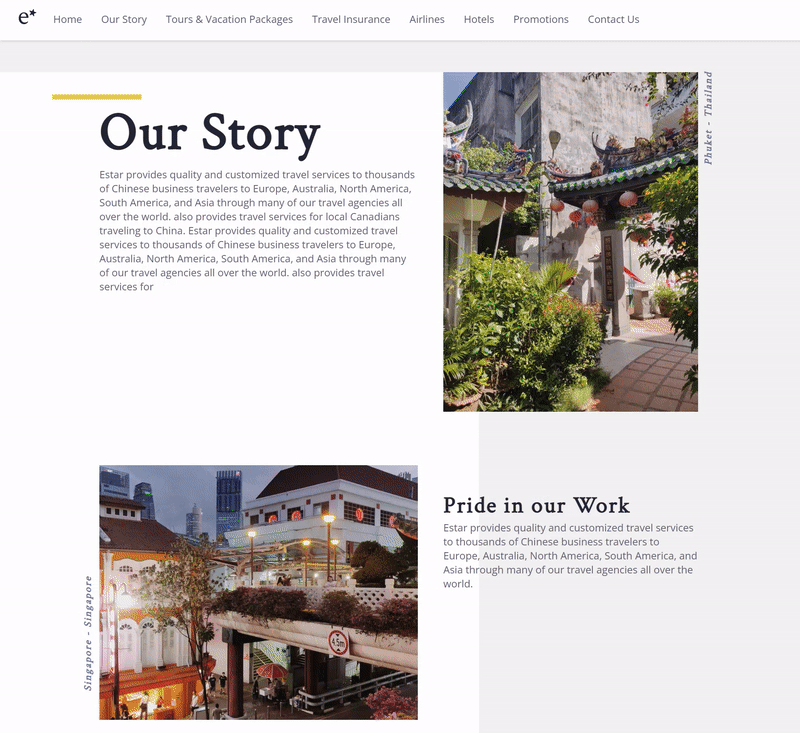 e*
Home Our Story Tours & Vacation Packages Travel Insurance Airlines Hotels Promotions Contact Us
Our Story
Estar provides quality and customized travel services to thousands
of Chinese business travelers to Europe, Australia, North America,
South America, and Asia through many of our travel agencies all
over the world. also provides travel services for local Canadians
traveling to China. Estar provides quality and customized travel
services to thousands of Chinese business travelers to Europe,
Australia, North America, South America, and Asia through many
of our travel agencies all over the world. also provides travel
services for
Phuket - Thailand
Singapore - Singapore
4.5m
Pride in our Work
Estar provides quality and customized travel services
to thousands of Chinese business travelers to
Europe, Australia, North America, South America, and
Asia through many of our travel agencies all over the
world.